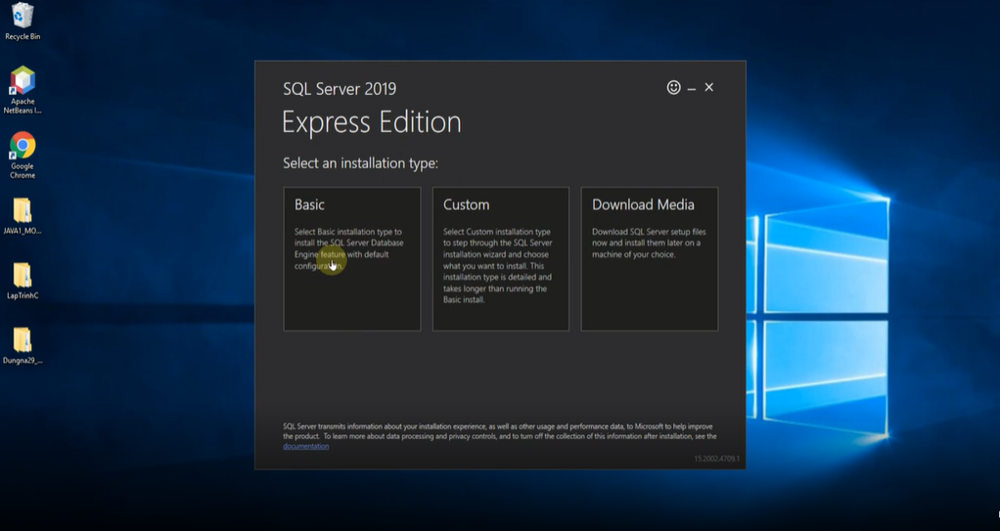 Recycle Bin
Apache
NetBeans I...
Google
Chrome
JAVA1_MO...
LapTrinhC
Dungna29_...
SQL Server 2019
Express Edition
Select an installation type:
Basic
Select Basic installation type to
install the SQL Server Database
Engine feature with default
configuration.
Custom
Select Custom installation type
to step through the SQL Server
installation wizard and choose
what you want to install. This
installation type is detailed and
takes longer than running the
Basic install.
Download Media
Download SQL Server setup files
now and install them later on a
machine of your choice.
SQL Server transmits information about your installation experience, as well as other usage and performance data, to Microsoft to help improve
the product. To learn more about data processing and privacy controls, and to turn off the collection of this information after installation, see the
documentation
15.2002.4709.1